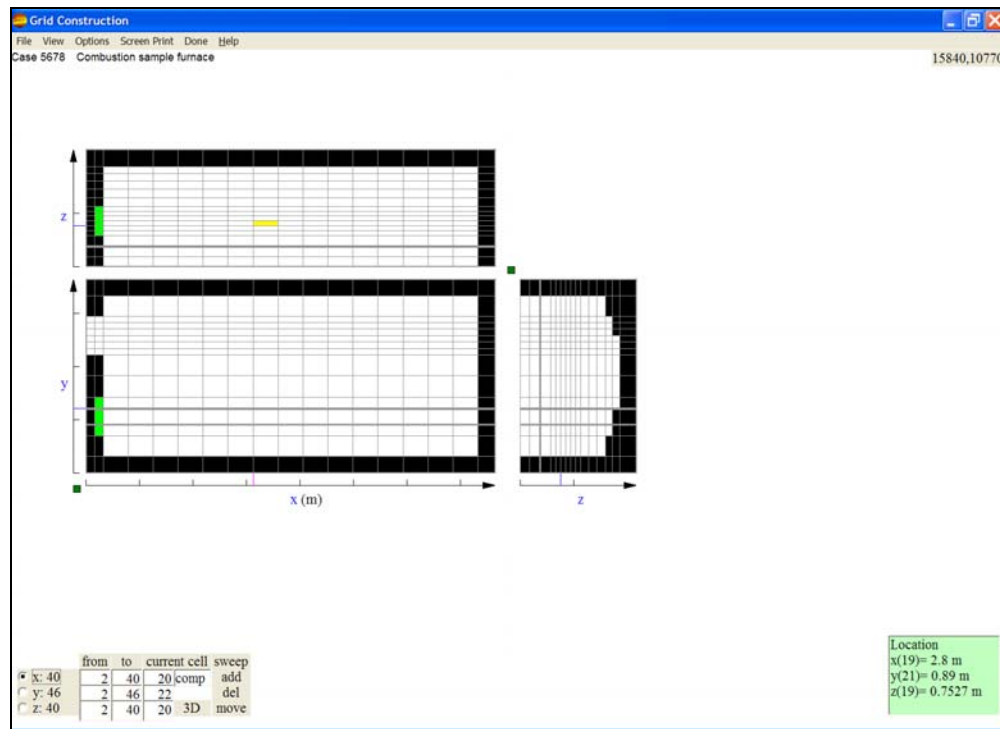 Grid Construction
File View Options Screen Print Done Help
Case 5678 Combustion sample furnace
15840,10770
z
y
x (m)
z
from to current cell sweep
x: 40 2 40 20 comp add
y: 46 2 46 22 del
z: 40 2 40 20 3D move
Location
x(19)= 2.8 m
y(21)= 0.89 m
z(19)= 0.7527 m